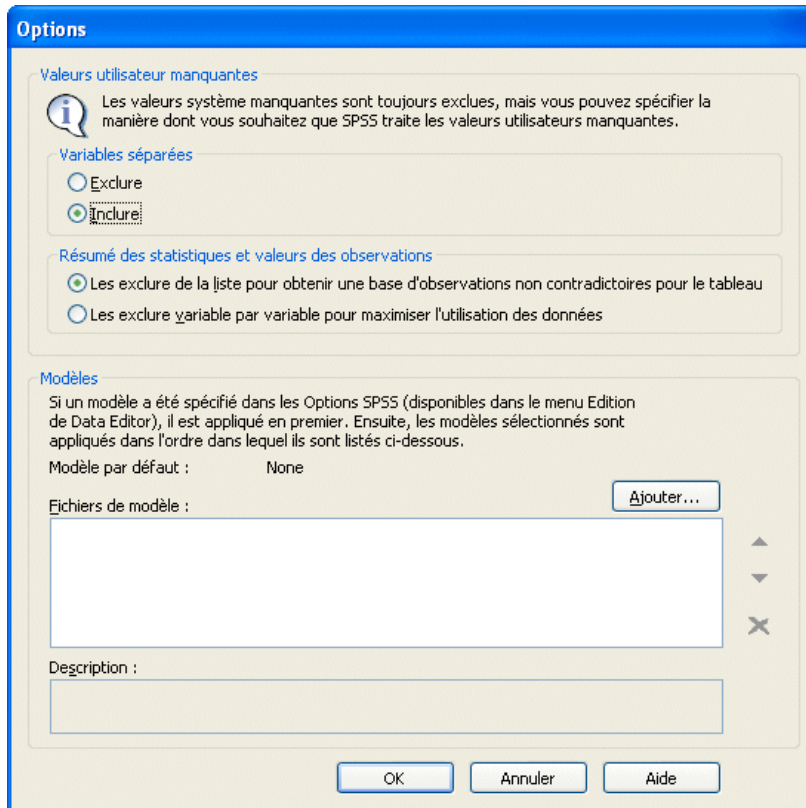 Options
Valeurs utilisateur manquantes
Les valeurs système manquantes sont toujours exclues, mais vous pouvez spécifier la
manière dont vous souhaitez que SPSS traite les valeurs utilisateurs manquantes.
Variables séparées
Exclure
Inclure
Résumé des statistiques et valeurs des observations
Les exclure de la liste pour obtenir une base d'observations non contradictoires pour le tableau
Les exclure variable par variable pour maximiser l'utilisation des données
Modèles
Si un modèle a été spécifié dans les Options SPSS (disponibles dans le menu Edition
de Data Editor), il est appliqué en premier. Ensuite, les modèles sélectionnés sont
appliqués dans l'ordre dans lequel ils sont listés ci-dessous.
Modèle par défaut : None
Ajouter...
Fichiers de modèle :
Description :
OK Annuler Aide